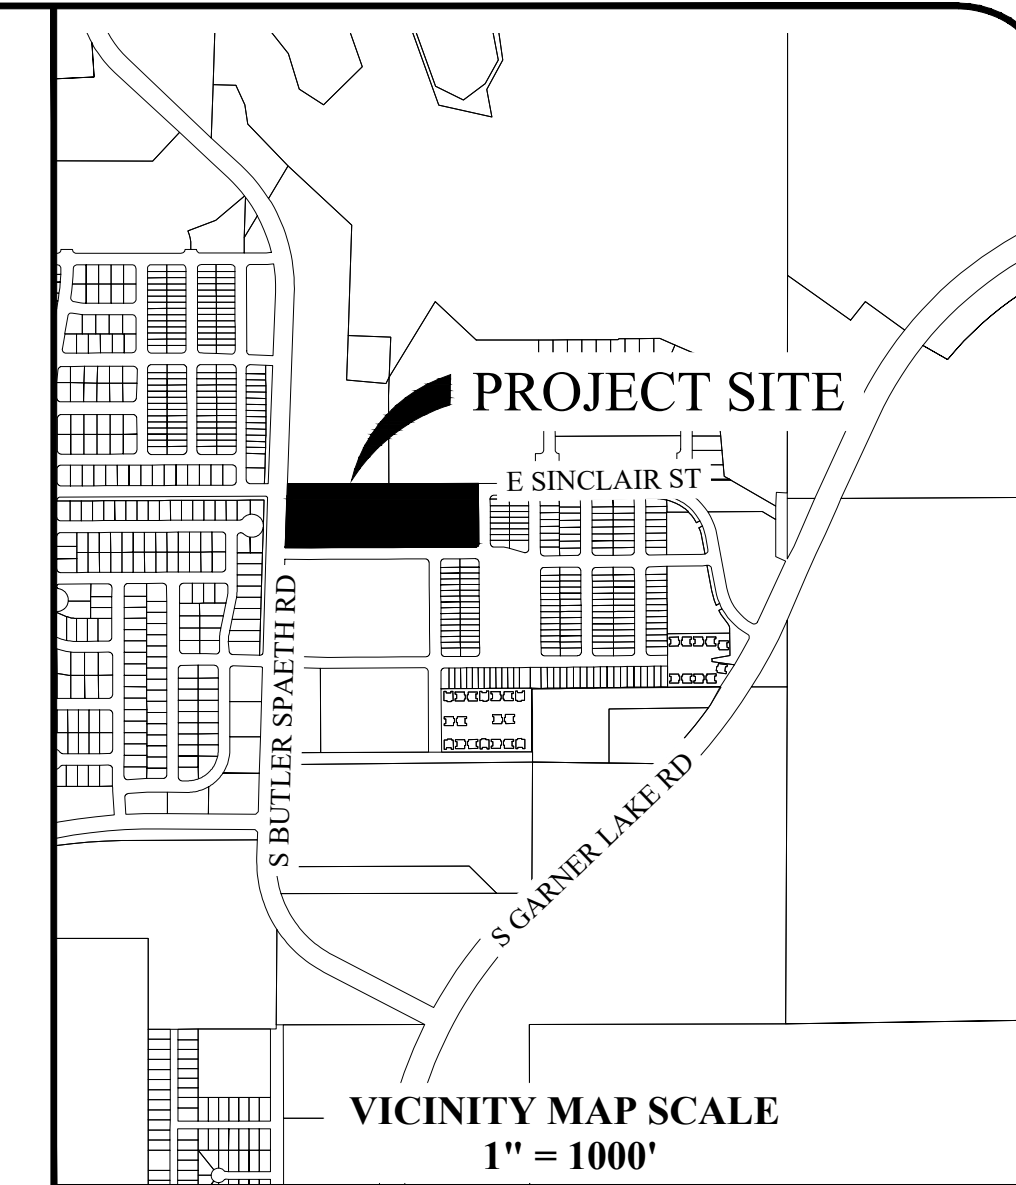 PROJECT SITE
E SINCLAIR ST
S BUTLER SPAETH RD
S GARNER LAKE RD
VICINITY MAP SCALE
1" = 1000'